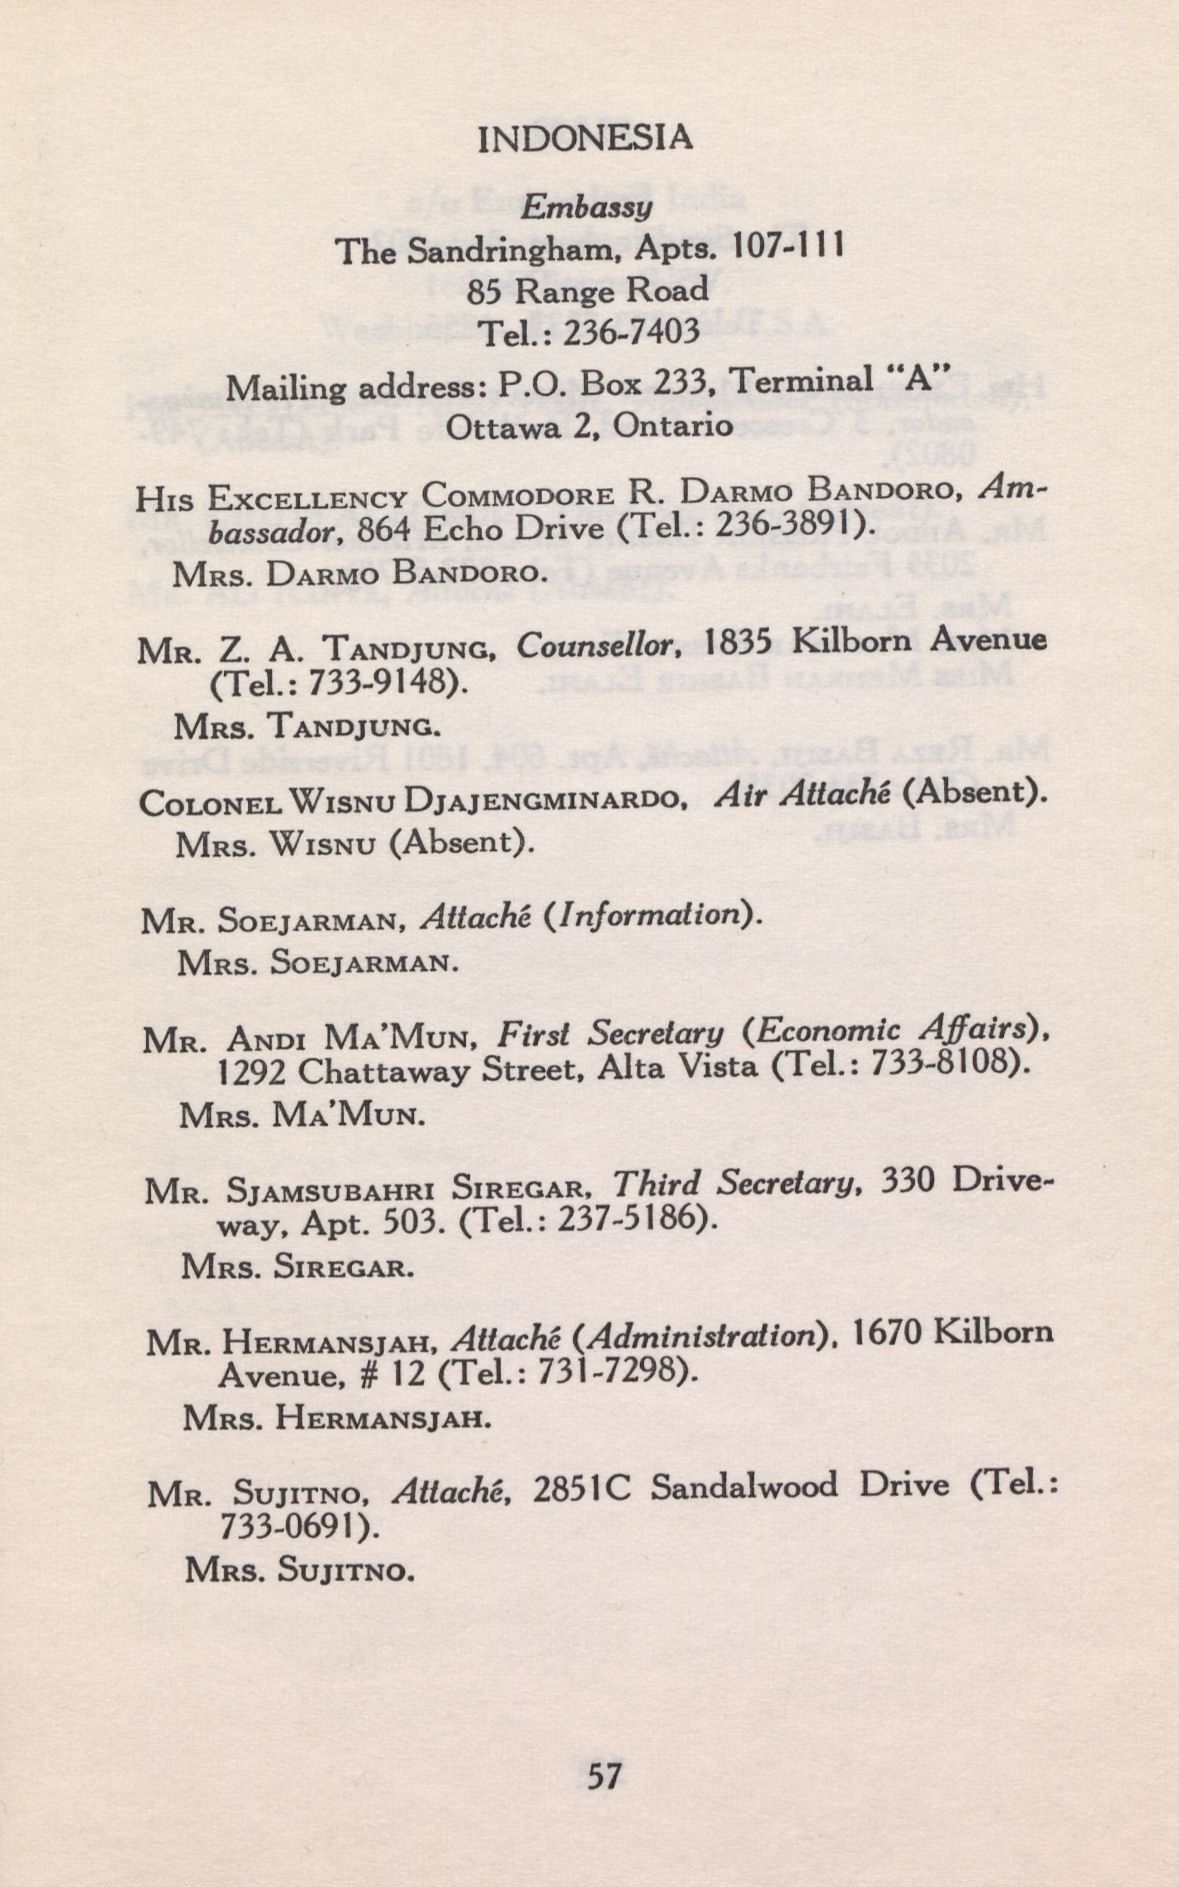 INDONESIA
Embassy
The Sandringham, Apts. 107-111
85 Range Road
Tel.: 236-7403
Mailing address: P.O. Box 233, Terminal “A”
Ottawa 2, Ontario
HIS EXCELLENCY COMMODORE R. DARMO BANDORO, Am-
bassador, 864 Echo Drive (Tel.: 236-3891).
MRS. DARMO BANDORO.
MR. Z. A. TANDJUNG, Counsellor, 1835 Kilborn Avenue
(Tel.: 733-9148).
MRS. TANDJUNG.
COLONEL WISNU DJAJENGMINARDO, Air Attaché (Absent).
MRS. WISNU (Absent).
MR. SOEJARMAN, Attaché (Information).
MRS. SOEJARMAN.
MR. ANDI MA’MUN, First Secretary (Economic Affairs),
1292 Chattaway Street, Alta Vista (Tel.: 733-8108).
MRS. MA’MUN.
MR. SJAMSUBAHRI SIREGAR, Third Secretary, 330 Drive-
way, Apt. 503. (Tel.: 237-5186).
MRS. SIREGAR.
MR. HERMANSJAH, Attaché (Administration), 1670 Kilborn
Avenue, # 12 (Tel.: 731-7298).
MRS. HERMANSJAH.
MR. SUJITNO, Attaché, 2851C Sandalwood Drive (Tel.:
733-0691).
MRS. SUJITNO.
57